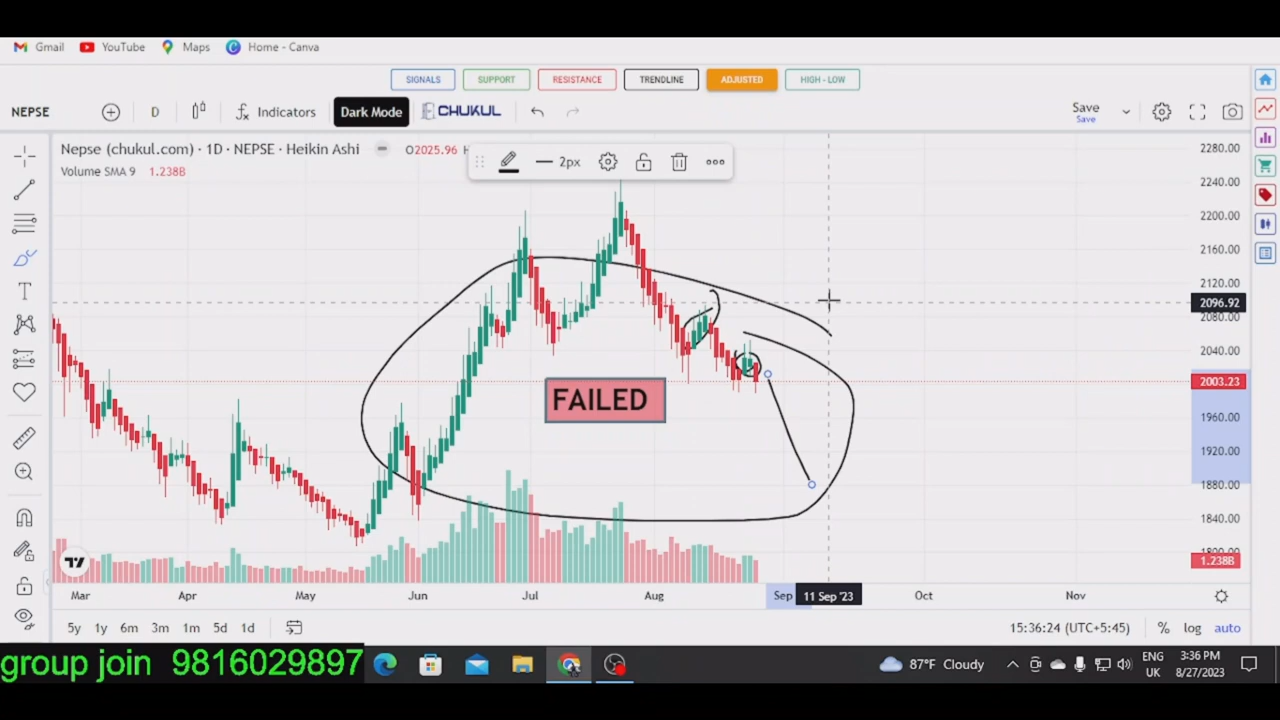 Gmail YouTube Maps Home - Canva
SIGNALS SUPPORT RESISTANCE TRENDLINE ADJUSTED HIGH - LOW
NEPSE D Indicators Dark Mode CHUKUL Save
Save
Nepse (chukul.com) · 1D · NEPSE · Heikin Ashi O2025.96 H
2px
Volume SMA 9 1.238B
2280.00
2240.00
2200.00
2160.00
2120.00
2096.92
2080.00
2040.00
2003.23
FAILED
1960.00
1920.00
1880.00
1840.00
1800.00
1.238B
Mar Apr May Jun Jul Aug Sep 11 Sep '23 Oct Nov
5y 1y 6m 3m 1m 5d 1d 15:36:24 (UTC+5:45) % log auto
group join 9816029897 87°F Cloudy ENG UK 3:36 PM 8/27/2023